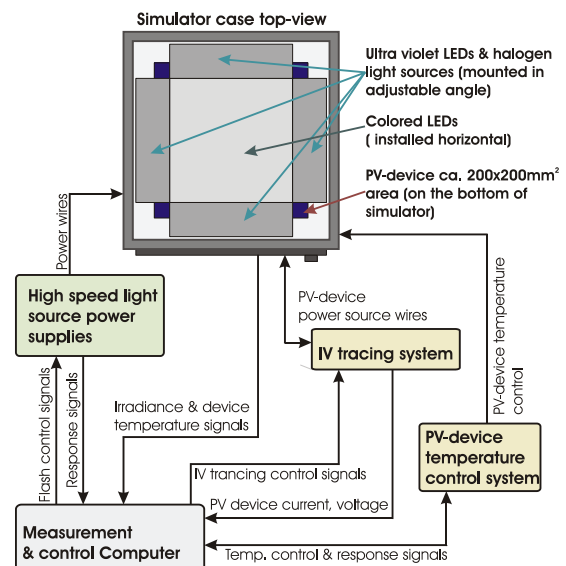 Simulator case top-view
Ultra violet LEDs & halogen
light sources (mounted in
adjustable angle)
Colored LEDs
( installed horizontal)
PV-device ca. 200x200mm²
area (on the bottom of
simulator)
Power wires
High speed light
source power
supplies
PV-device
power source wires
IV tracing system
PV-device temperature
control
Flash control signals
Response signals
Irradiance & device
temperature signals
IV trancing control signals
PV device current, voltage
PV-device
temperature
control system
Measurement
& control Computer
Temp. control & response signals